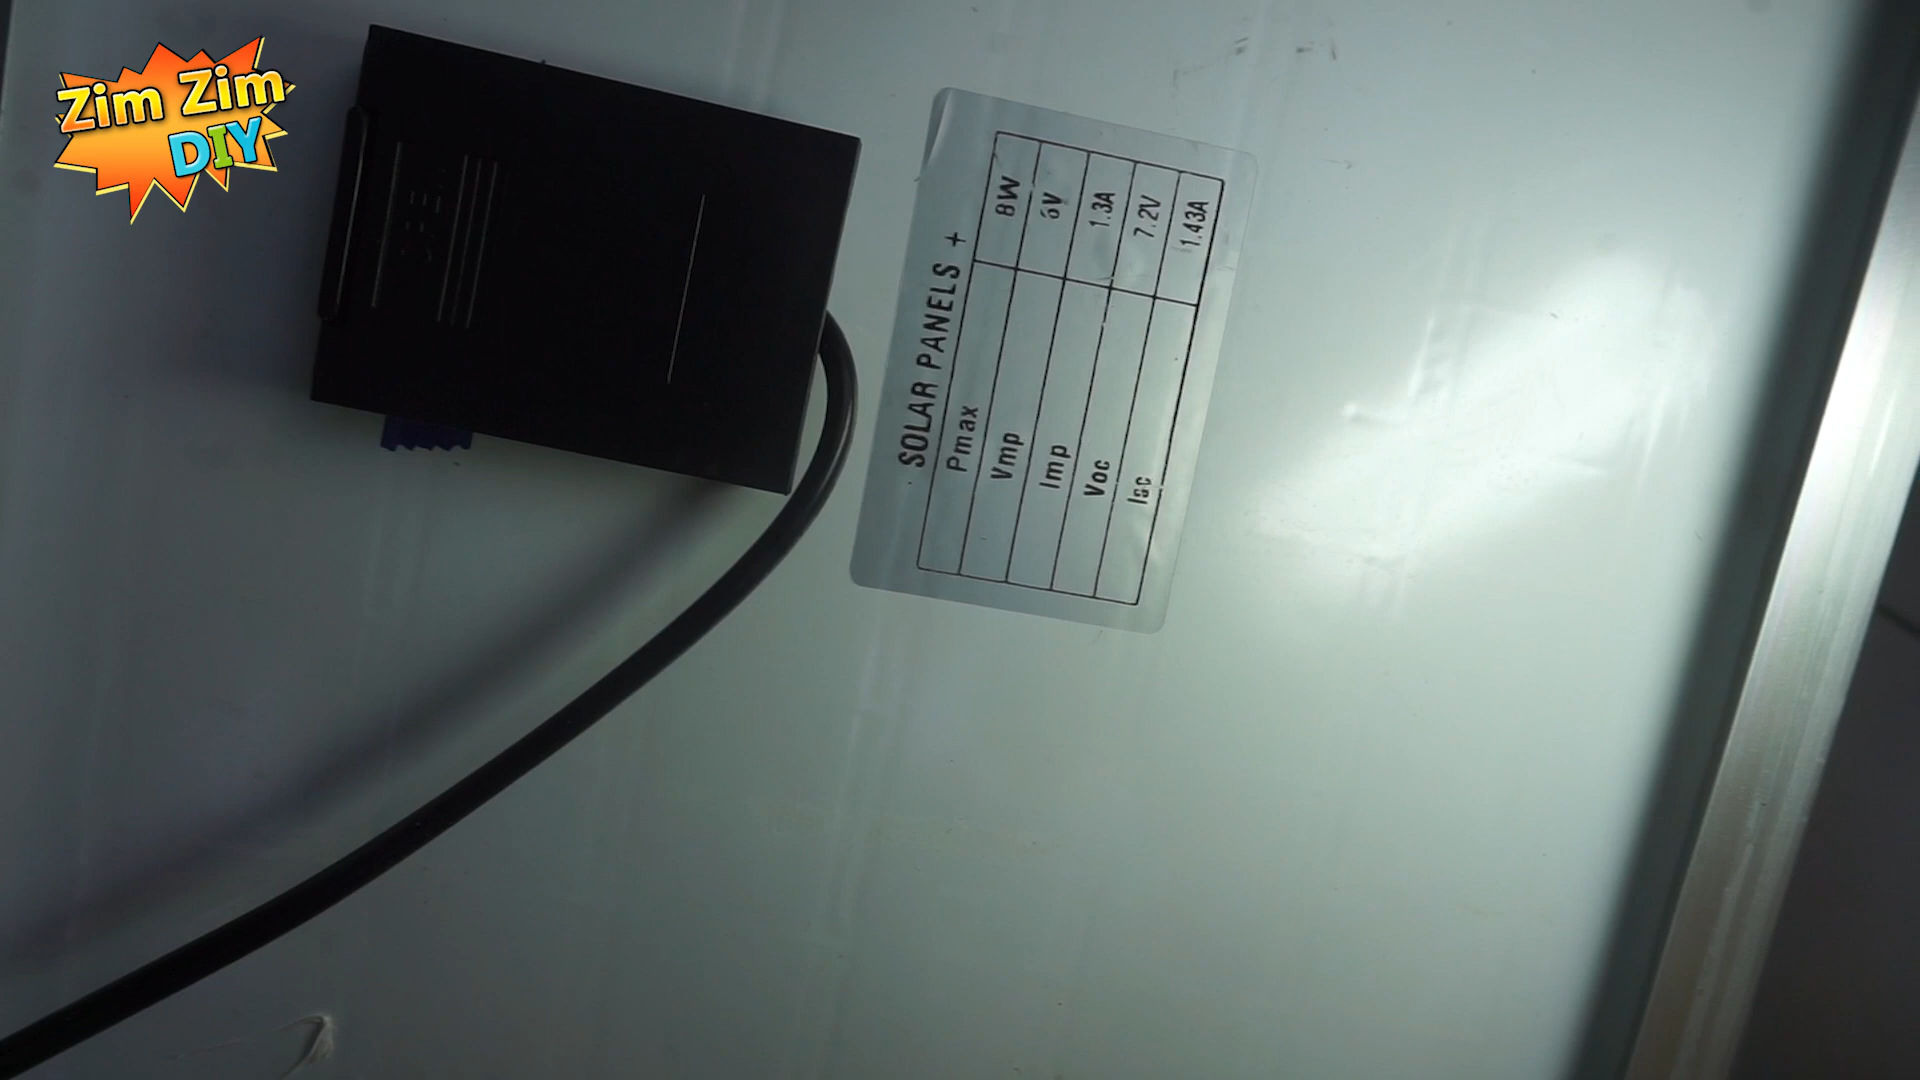 Zim Zim
DIY
SOLAR PANELS +
Pmax 8W
Vmp 6V
Imp 1.3A
Voc 7.2V
Isc 1.43A